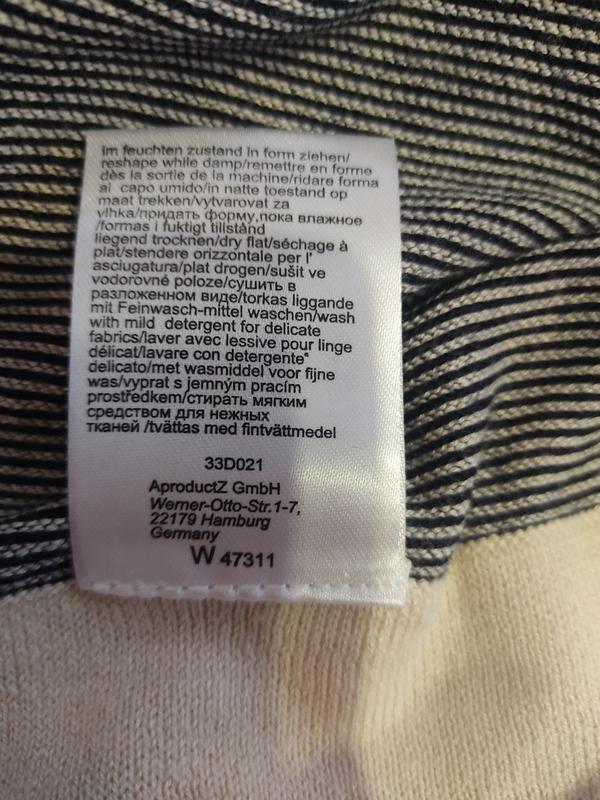 im feuchten zustand in form ziehen/
reshape while damp/remettre en forme
dès la sortie de la machine/ridare forma
al capo umido/in natte toestand op
maat trekken/vytvarovat za
vlhka/придать форму,пока влажное
/formas i fuktigt tillstånd
liegend trocknen/dry flat/séchage à
plat/stendere orizzontale per l'
asciugatura/plat drogen/sušit ve
vodorovné poloze/сушить в
разложенном виде/torkas liggande
mit Feinwasch-mittel waschen/wash
with mild detergent for delicate
fabrics/laver avec lessive pour linge
délicat/lavare con detergente*
delicato/met wasmiddel voor fijne
was/vyprat s jemným pracím
prostředkem/стирать мягким
средством для нежных
тканей /tvättas med fintvättmedel
33D021
AproductZ GmbH
Werner-Otto-Str.1-7,
22179 Hamburg
Germany
W 47311